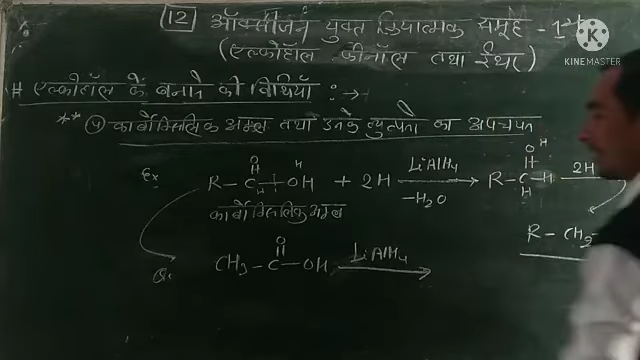 12 ऑक्सीजन युक्त क्रियात्मक समूह - 1
(एल्कोहॉल फीनॉल तथा ईथर)
KINEMASTER
# एल्कोहॉल के बनाने की विधियाँ :→
** ५ कार्बोक्सिलिक अम्ल तथा उनके व्युत्पन्नो का अपचयन
Ex R - C(=O) - OH + 2H LiAlH4 -H2O → R - C - H 2H →
कार्बोक्सिलिक अम्ल
R - CH2-
CH3 - C(=O) - OH LiAlH4 →